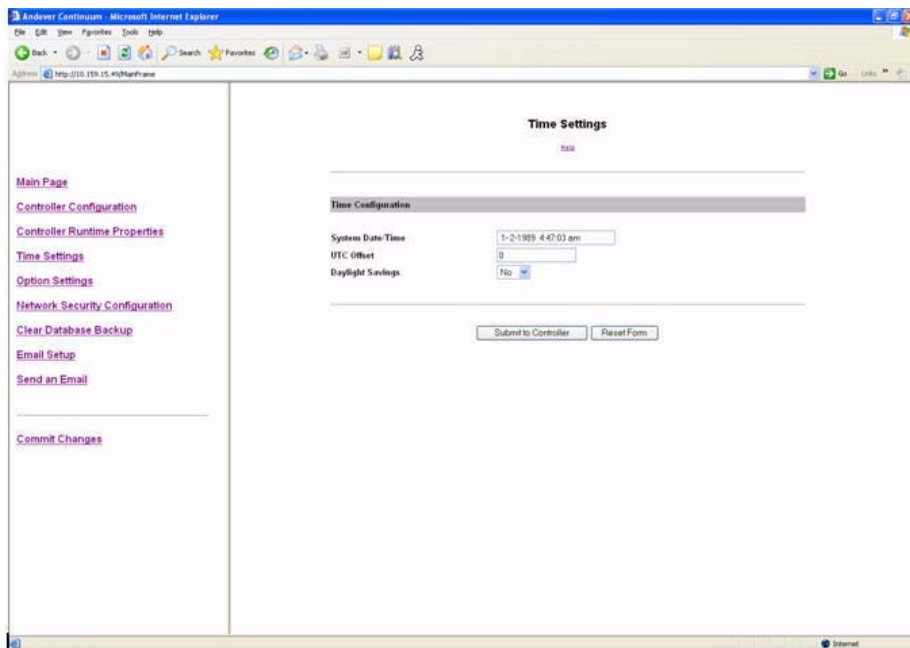 Andover Continuum - Microsoft Internet Explorer
File Edit View Favorites Tools Help
Back Search Favorites
Address http://10.159.15.49/MainFrame Go Links
Time Settings
Help
Main Page
Controller Configuration
Controller Runtime Properties
Time Settings
Option Settings
Network Security Configuration
Clear Database Backup
Email Setup
Send an Email
Commit Changes
Time Configuration
System Date/Time 1-2-1989 4:47:03 am
UTC Offset 0
Daylight Savings No
Submit to Controller Reset Form
Internet